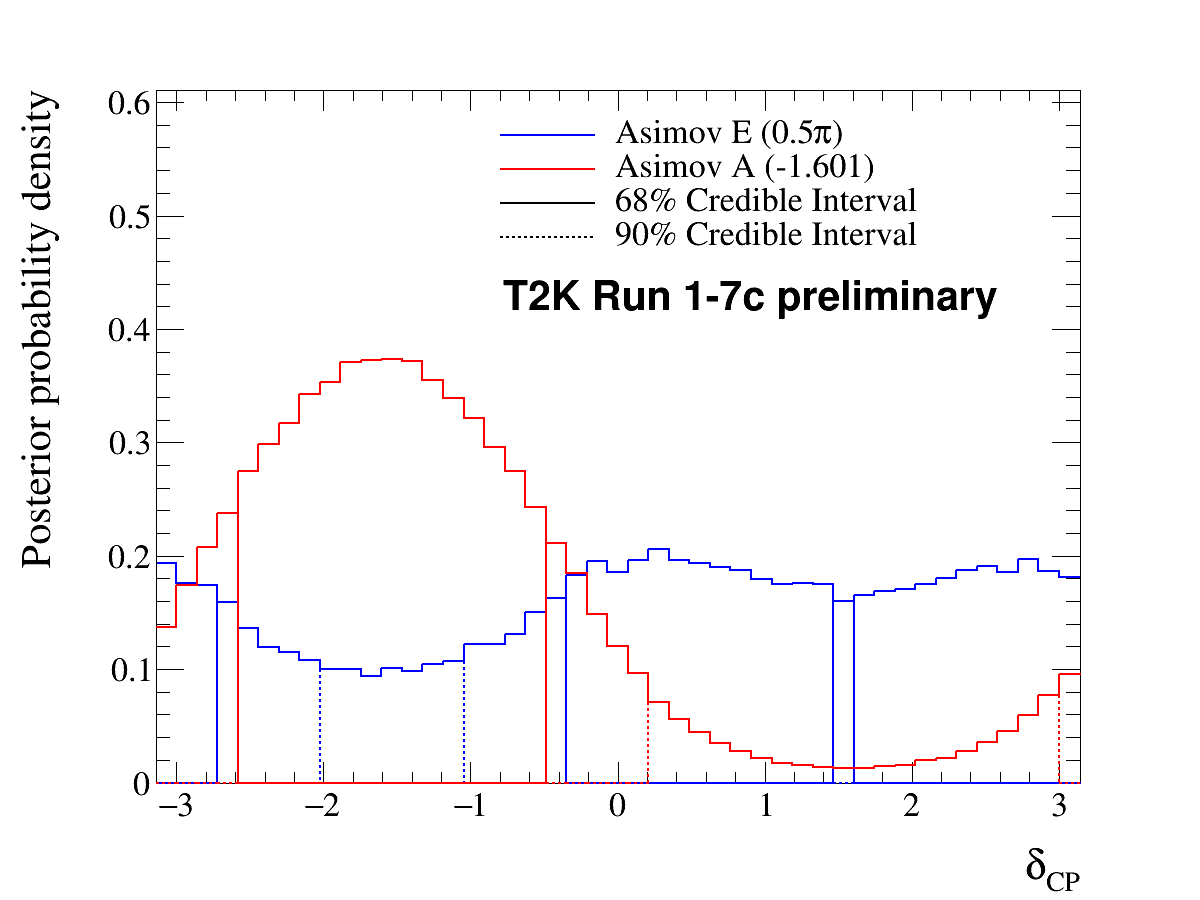 Posterior probability density
0.6
0.5
0.4
0.3
0.2
0.1
0
Asimov E (0.5π)
Asimov A (-1.601)
68% Credible Interval
90% Credible Interval
T2K Run 1-7c preliminary
−3 −2 −1 0 1 2 3
δCP